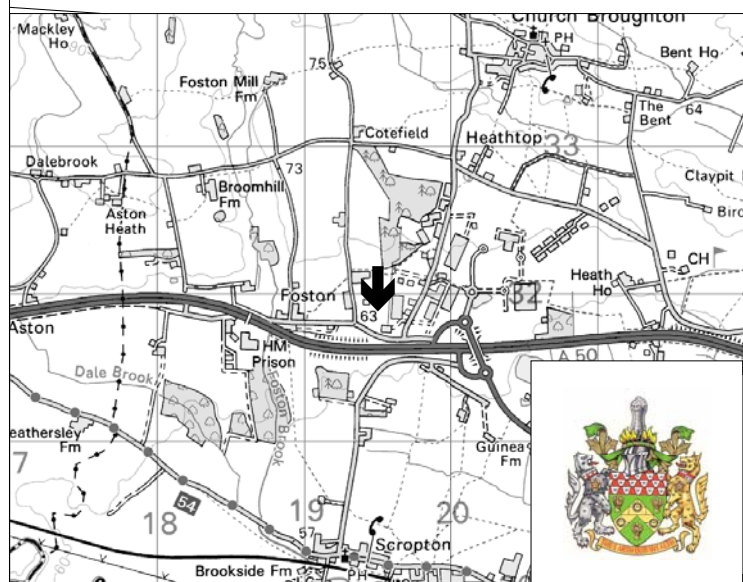 Church Broughton
Mackley
Ho
90
PH
75
Bent Ho
Foston Mill
Fm
The
Bent
64
Cotefield
Heathtop
33
Dalebrook
73
Claypit
Broomhill
Fm
Aston
Heath
CH
Heath
Ho
32
Foston
63
Aston
HM
Prison
A 50
Dale Brook
Foston Brook
eathersley
Fm
Guinea
Fm
7
54
18
19
20
57
Scropton
60
Brookside Fm
PH